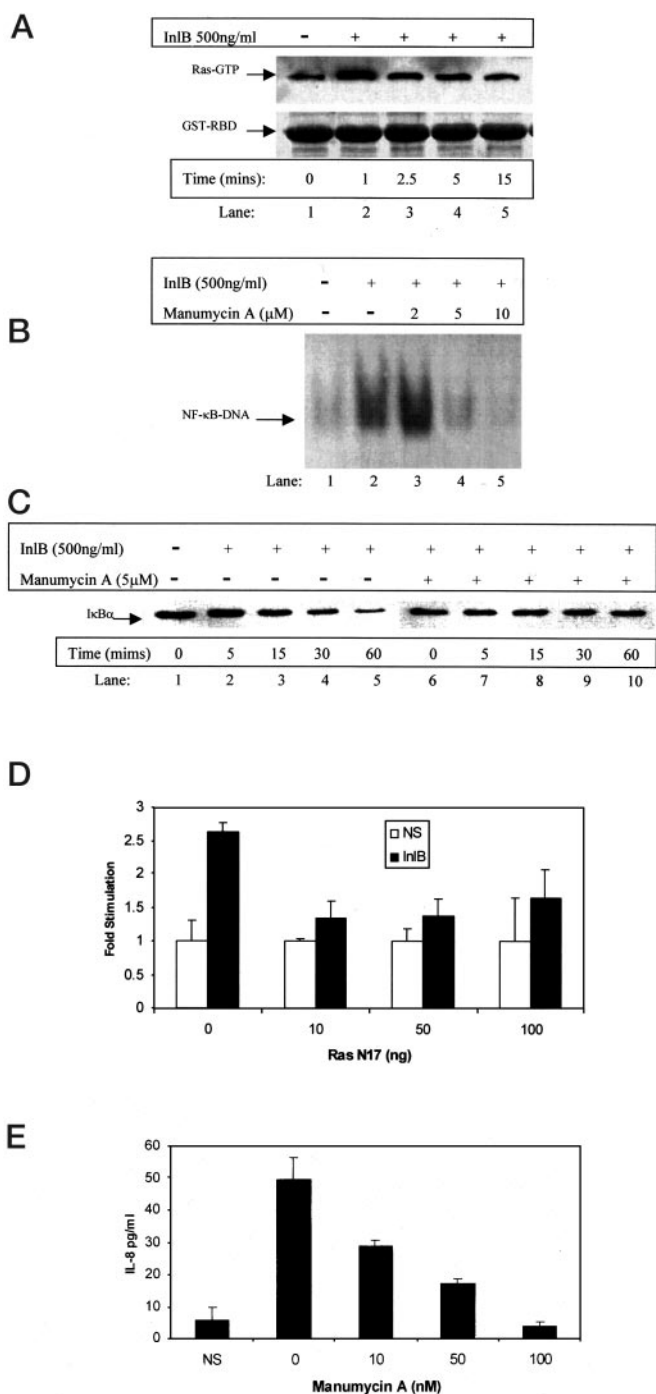 A
InlB 500ng/ml - + + + +
Ras-GTP
GST-RBD
Time (mins): 0 1 2.5 5 15
Lane: 1 2 3 4 5
B
InlB (500ng/ml) - + + + +
Manumycin A (μM) - - 2 5 10
NF-κB-DNA
Lane: 1 2 3 4 5
C
InlB (500ng/ml) - + + + + + + + + +
Manumycin A (5μM) - - - - - + + + + +
IκBα
Time (mims) 0 5 15 30 60 0 5 15 30 60
Lane: 1 2 3 4 5 6 7 8 9 10
D
3
2.5
2
1.5
1
0.5
0
Fold Stimulation
NS
InlB
0 10 50 100
Ras N17 (ng)
E
60
50
40
30
20
10
0
IL-8 pg/ml
NS 0 10 50 100
Manumycin A (nM)